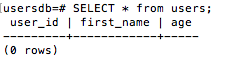 usersdb=# SELECT * from users;
 user_id | first_name | age
---------+------------+-----
(0 rows)